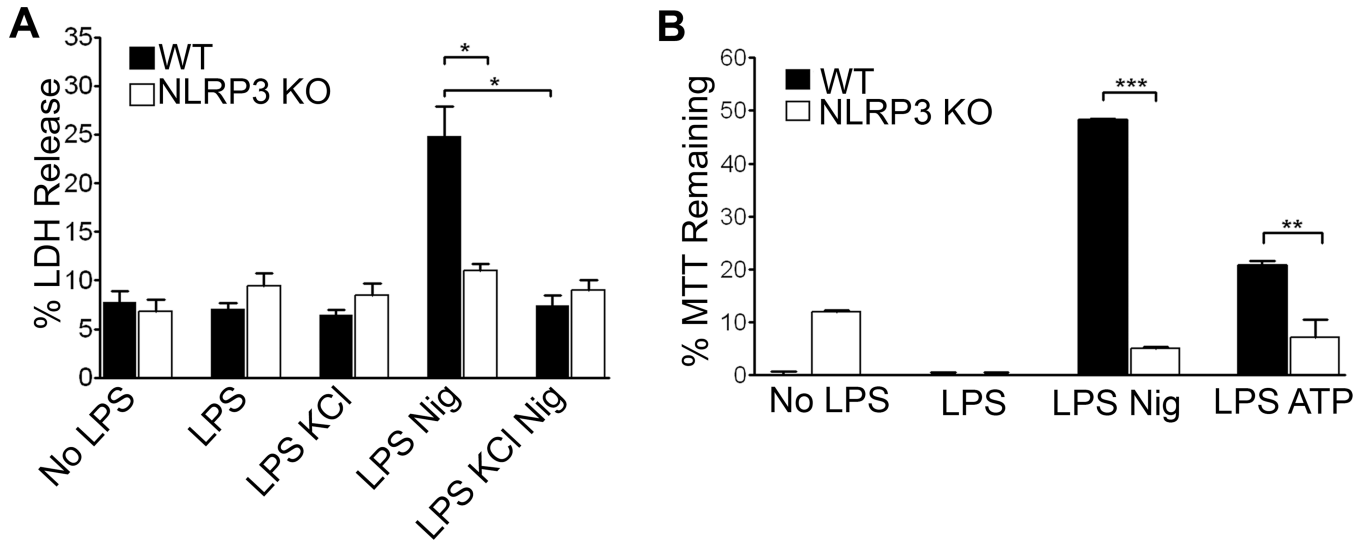 A
% LDH Release
35
30
25
20
15
10
5
0
WT
NLRP3 KO
*
*
No LPS
LPS
LPS KCl
LPS Nig
LPS KCl Nig
B
% MTT Remaining
60
50
40
30
20
10
0
WT
NLRP3 KO
***
**
No LPS
LPS
LPS Nig
LPS ATP